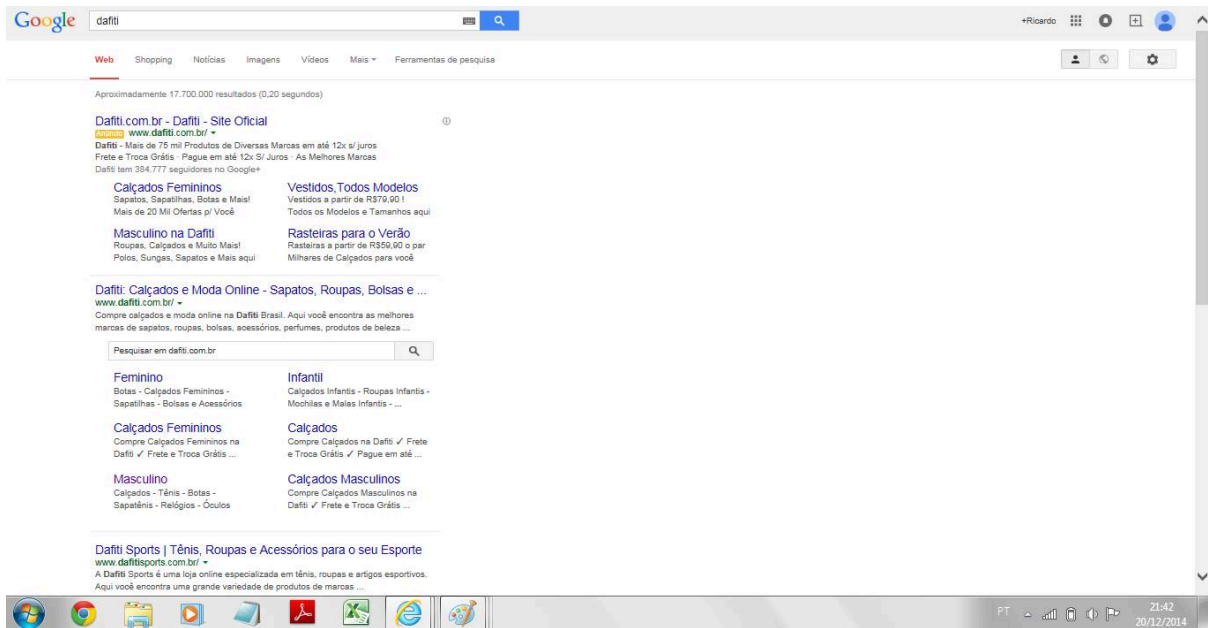 Google dafiti +Ricardo
Web Shopping Notícias Imagens Vídeos Mais Ferramentas de pesquisa
Aproximadamente 17.700.000 resultados (0,20 segundos)
Dafiti.com.br - Dafiti - Site Oficial
Anúncio www.dafiti.com.br/
Dafiti - Mais de 75 mil Produtos de Diversas Marcas em até 12x s/ juros
Frete e Troca Grátis · Pague em até 12x S/ Juros · As Melhores Marcas
Dafiti tem 384.777 seguidores no Google+
Calçados Femininos
Sapatos, Sapatilhas, Botas e Mais!
Mais de 20 Mil Ofertas p/ Você
Vestidos,Todos Modelos
Vestidos a partir de R$79,90 !
Todos os Modelos e Tamanhos aqui
Masculino na Dafiti
Roupas, Calçados e Muito Mais!
Polos, Sungas, Sapatos e Mais aqui
Rasteiras para o Verão
Rasteiras a partir de R$59,90 o par
Milhares de Calçados para você
Dafiti: Calçados e Moda Online - Sapatos, Roupas, Bolsas e ...
www.dafiti.com.br/
Compre calçados e moda online na Dafiti Brasil. Aqui você encontra as melhores
marcas de sapatos, roupas, bolsas, acessórios, perfumes, produtos de beleza ...
Pesquisar em dafiti.com.br
Feminino
Botas - Calçados Femininos -
Sapatilhas - Bolsas e Acessórios
Infantil
Calçados Infantis - Roupas Infantis -
Mochilas e Malas Infantis - ...
Calçados Femininos
Compre Calçados Femininos na
Dafiti ✓ Frete e Troca Grátis ...
Calçados
Compre Calçados na Dafiti ✓ Frete
e Troca Grátis ✓ Pague em até ...
Masculino
Calçados - Tênis - Botas -
Sapatênis - Relógios - Óculos
Calçados Masculinos
Compre Calçados Masculinos na
Dafiti ✓ Frete e Troca Grátis ...
Dafiti Sports | Tênis, Roupas e Acessórios para o seu Esporte
www.dafitisports.com.br/
A Dafiti Sports é uma loja online especializada em tênis, roupas e artigos esportivos.
Aqui você encontra uma grande variedade de produtos de marcas ...
PT 21:42
20/12/2014